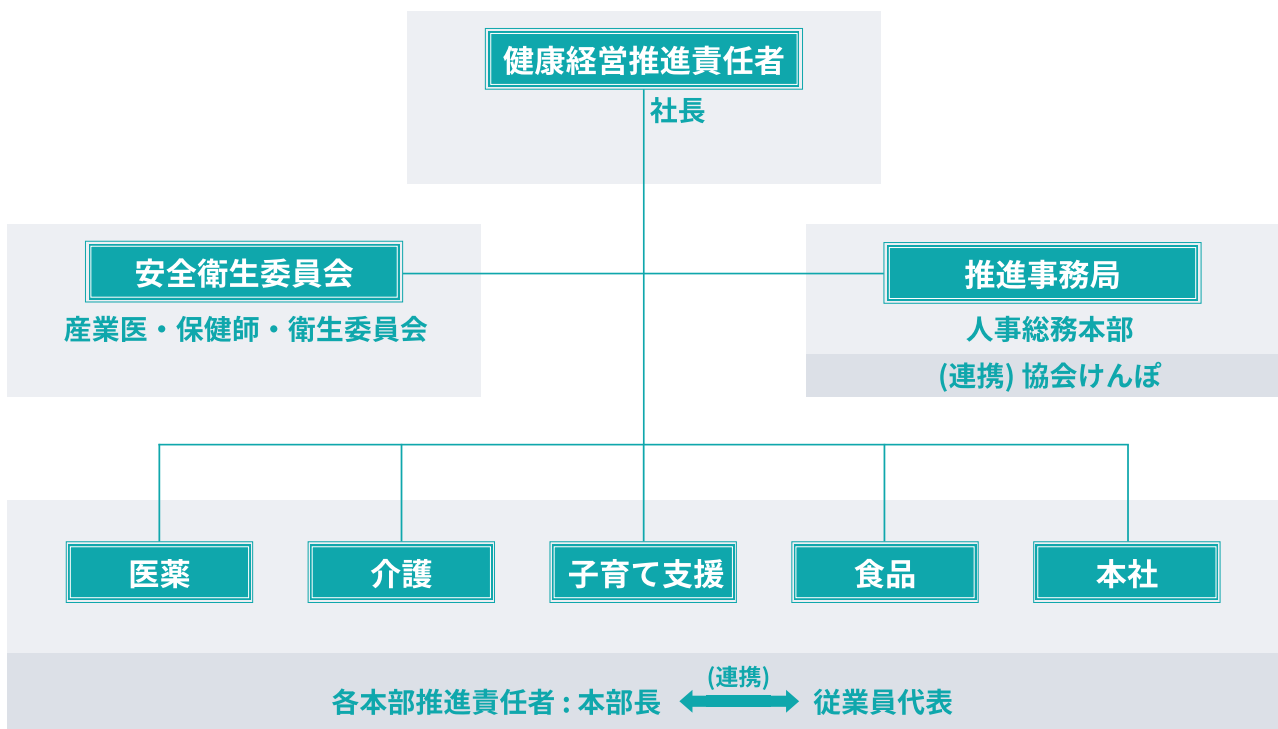 健康経営推進責任者
社長
安全衛生委員会
産業医・保健師・衛生委員会
推進事務局
人事総務本部
(連携) 協会けんぽ
医薬
介護
子育て支援
食品
本社
各本部推進責任者 : 本部長
(連携)
従業員代表